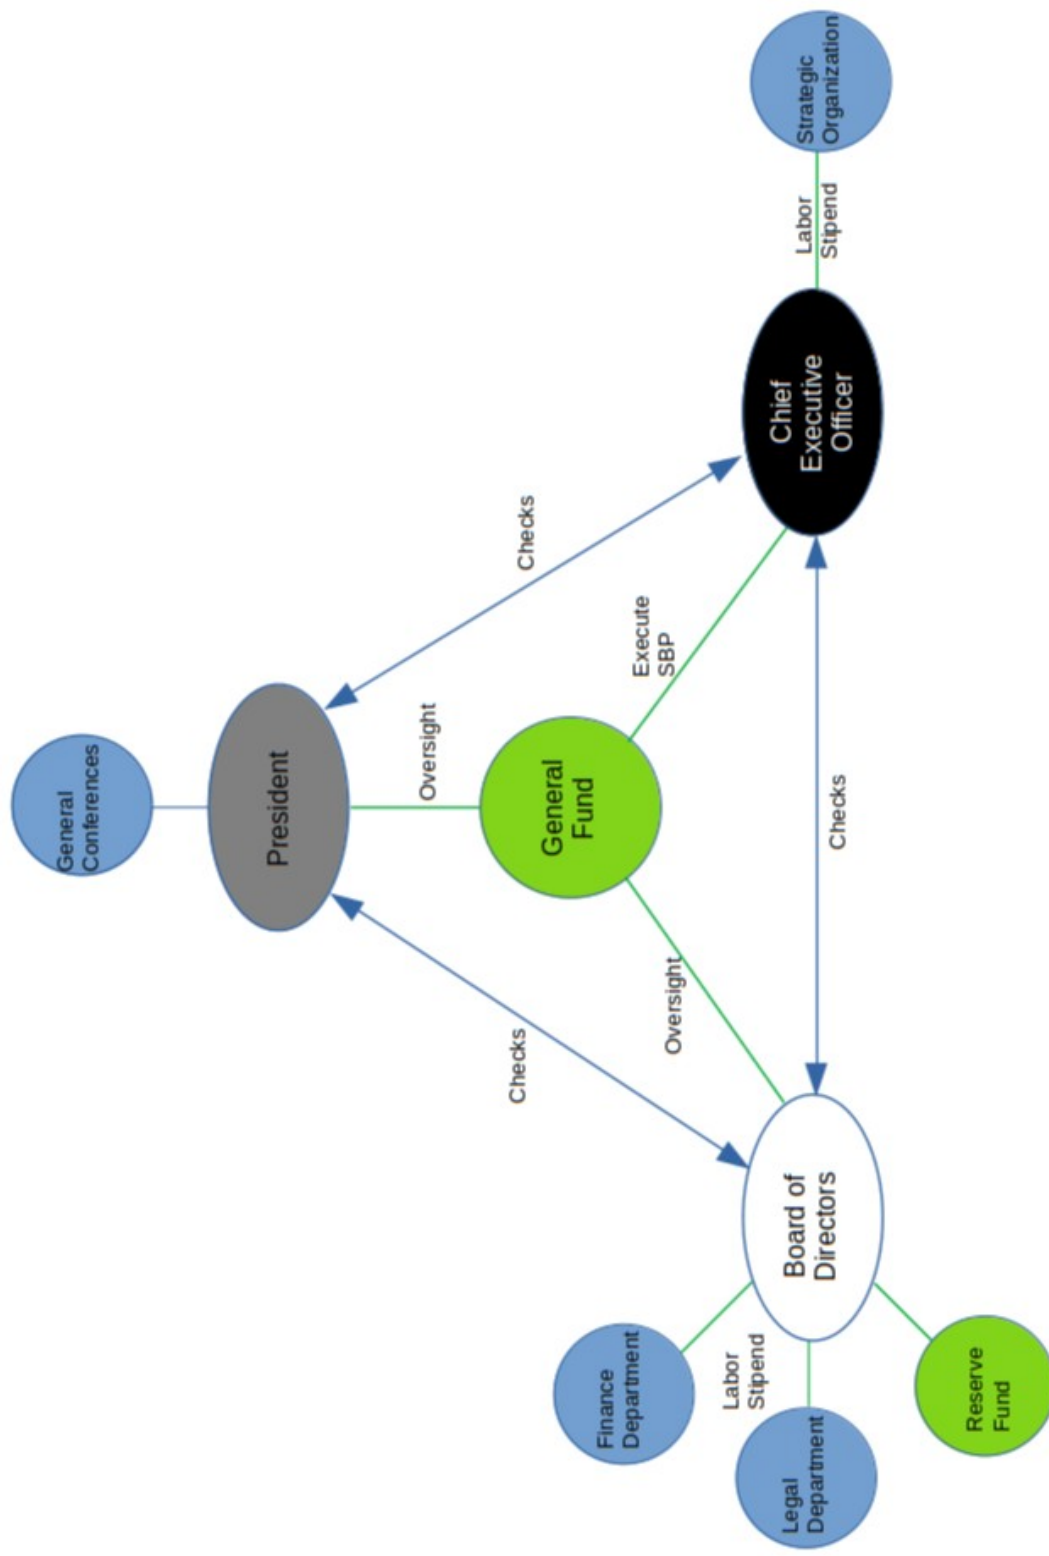 General
Conferences
President
Checks
Oversight
Checks
General
Fund
Oversight
Execute
SBP
Finance
Department
Labor
Stipend
Legal
Department
Board of
Directors
Reserve
Fund
Checks
Chief
Executive
Officer
Labor
Stipend
Strategic
Organization